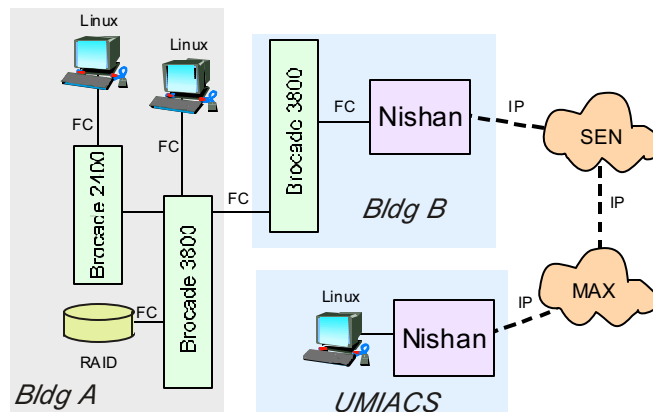 Linux
Linux
FC
FC
Brocade 2400
Brocade 3800
FC
RAID
Bldg A
FC
Brocade 3800
FC
Nishan
Bldg B
IP
SEN
IP
MAX
IP
Linux
Nishan
UMIACS